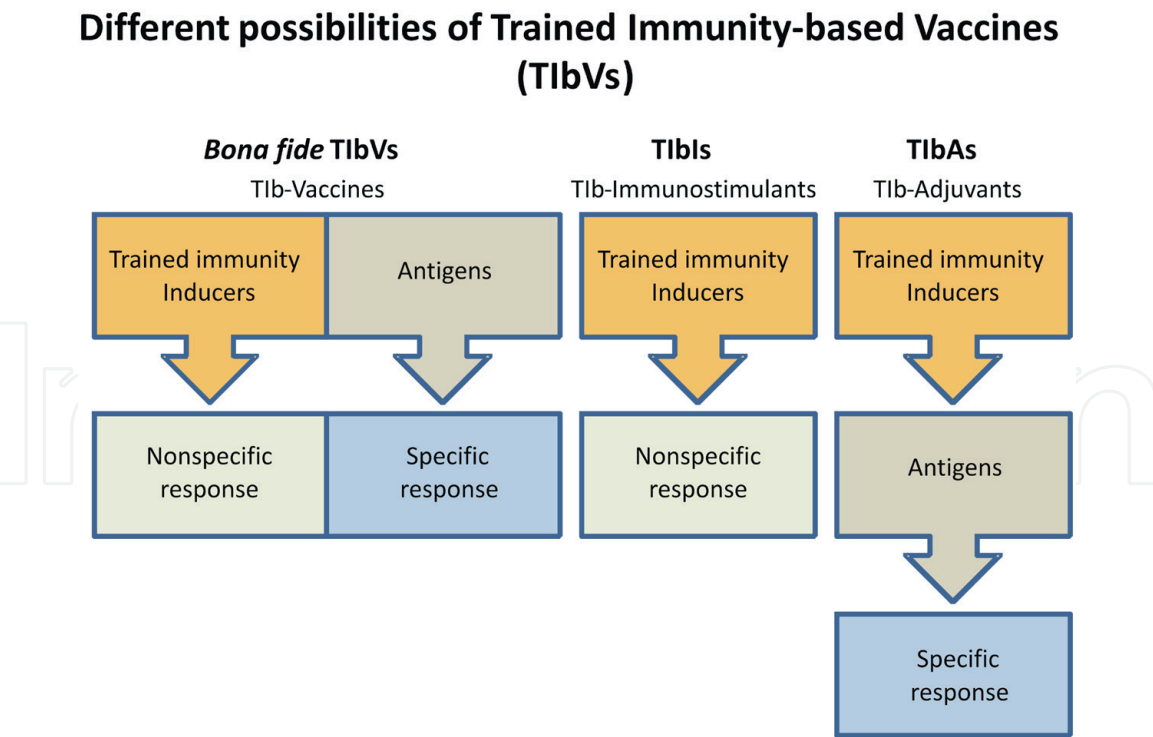 Different possibilities of Trained Immunity-based Vaccines
(TIbVs)
Bona fide TIbVs
TIb-Vaccines
TIbIs
TIb-Immunostimulants
TIbAs
TIb-Adjuvants
Trained immunity
Inducers
Antigens
Trained immunity
Inducers
Trained immunity
Inducers
Nonspecific
response
Specific
response
Nonspecific
response
Antigens
Specific
response